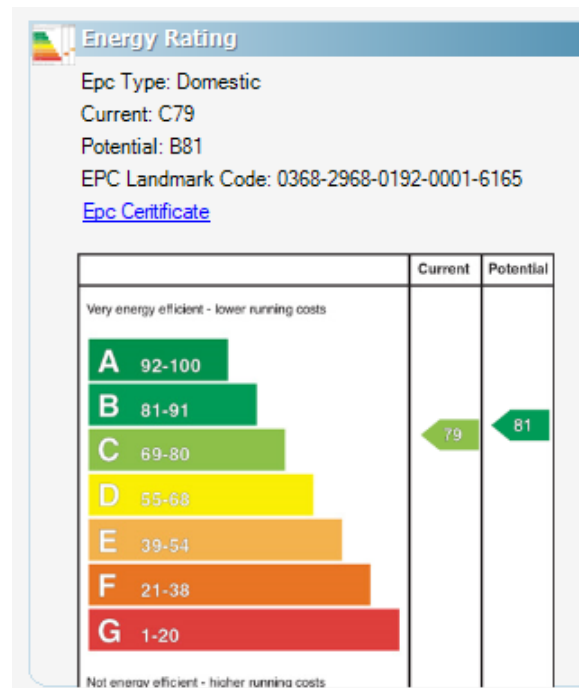 Energy Rating
Epc Type: Domestic
Current: C79
Potential: B81
EPC Landmark Code: 0368-2968-0192-0001-6165
Epc Ceritificate
Current Potential
Very energy efficient - lower running costs
A 92-100
B 81-91
C 69-80
D 55-68
E 39-54
F 21-38
G 1-20
79
81
Not energy efficient - higher running costs